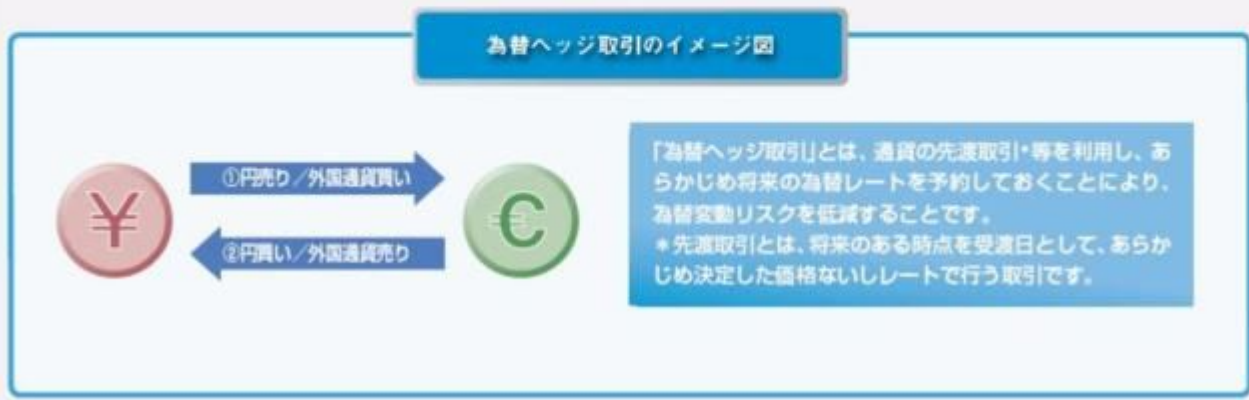 為替ヘッジ取引のイメージ図
¥
①円売り/外国通貨買い
②円買い/外国通貨売り
€
「為替ヘッジ取引」とは、通貨の先渡取引*等を利用し、あ
らかじめ将来の為替レートを予約しておくことにより、
為替変動リスクを低減することです。
*先渡取引とは、将来のある時点を受渡日として、あらか
じめ決定した価格ないしレートで行う取引です。